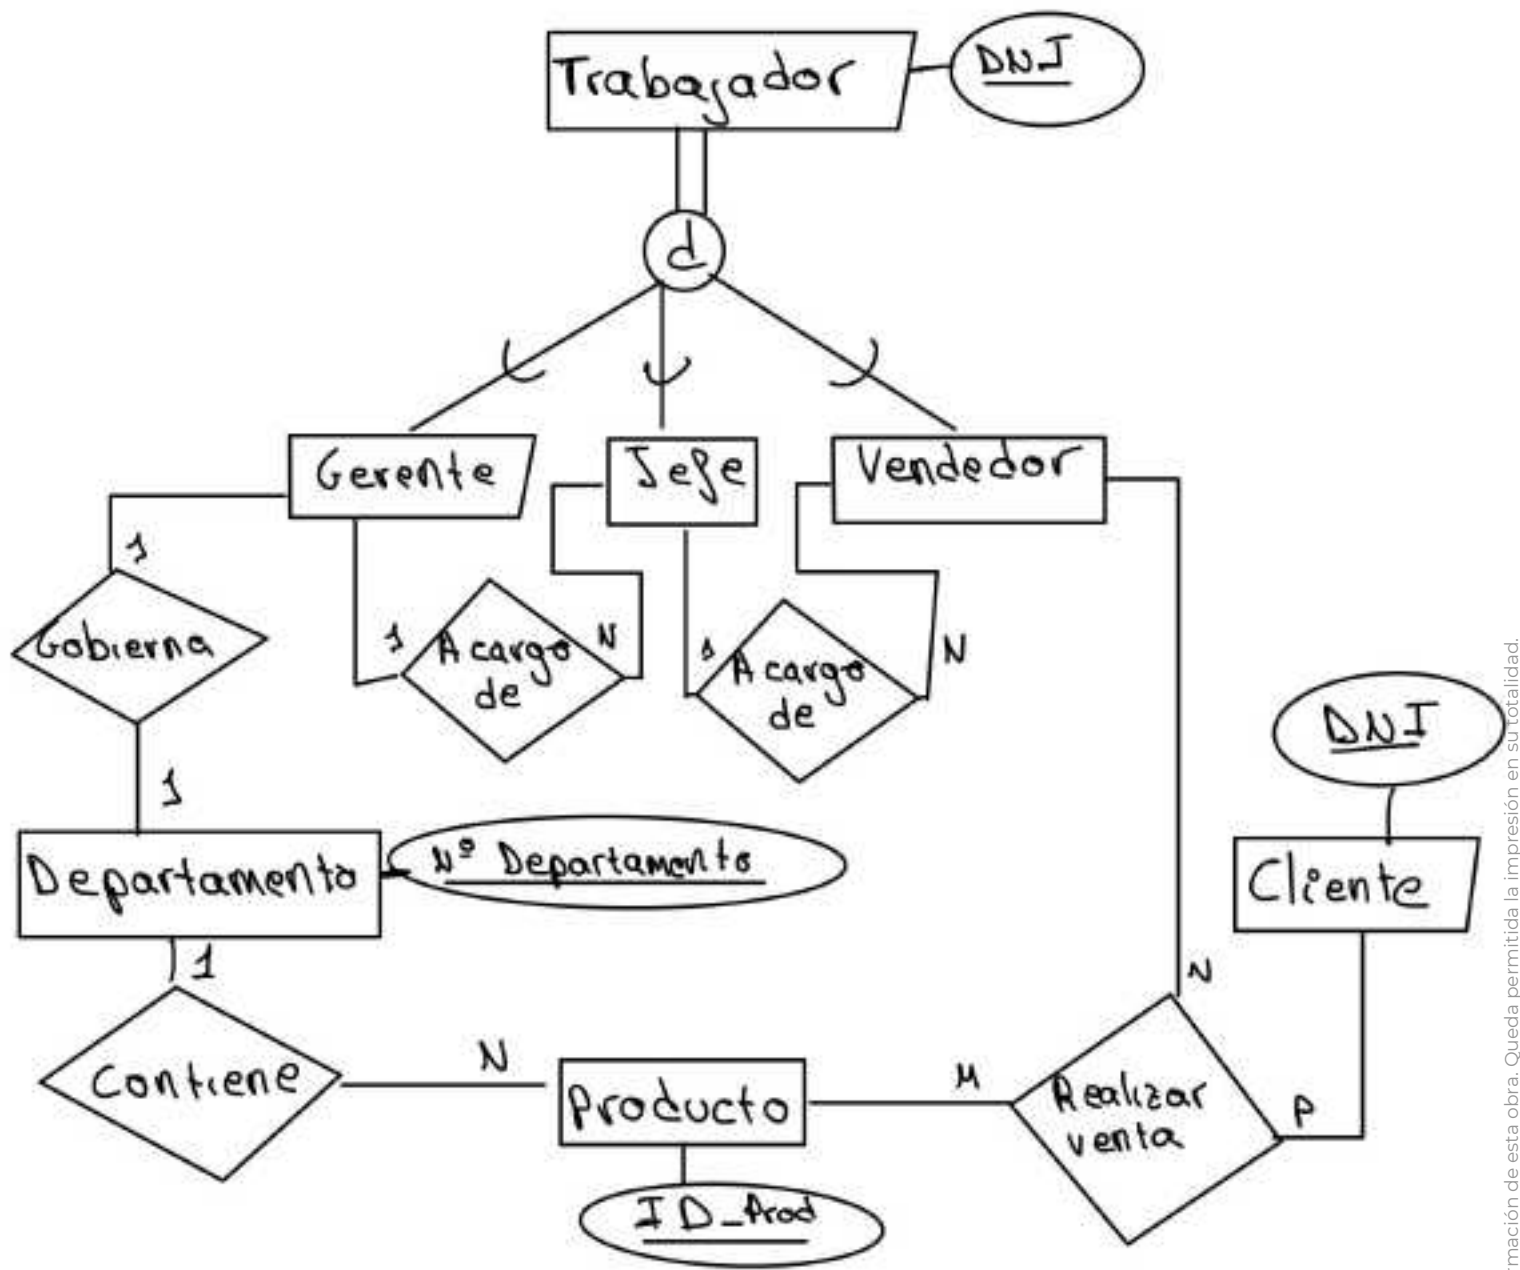 Trabajador
DNI
d
Gerente
Jefe
Vendedor
1
Gobierna
1
A cargo
de
N
1
A cargo
de
N
1
DNI
Departamento
Nº Departamento
Cliente
1
N
Contiene
N
Producto
M
Realizar
venta
P
ID_Prod
rmación de esta obra. Queda permitida la impresión en su totalidad.